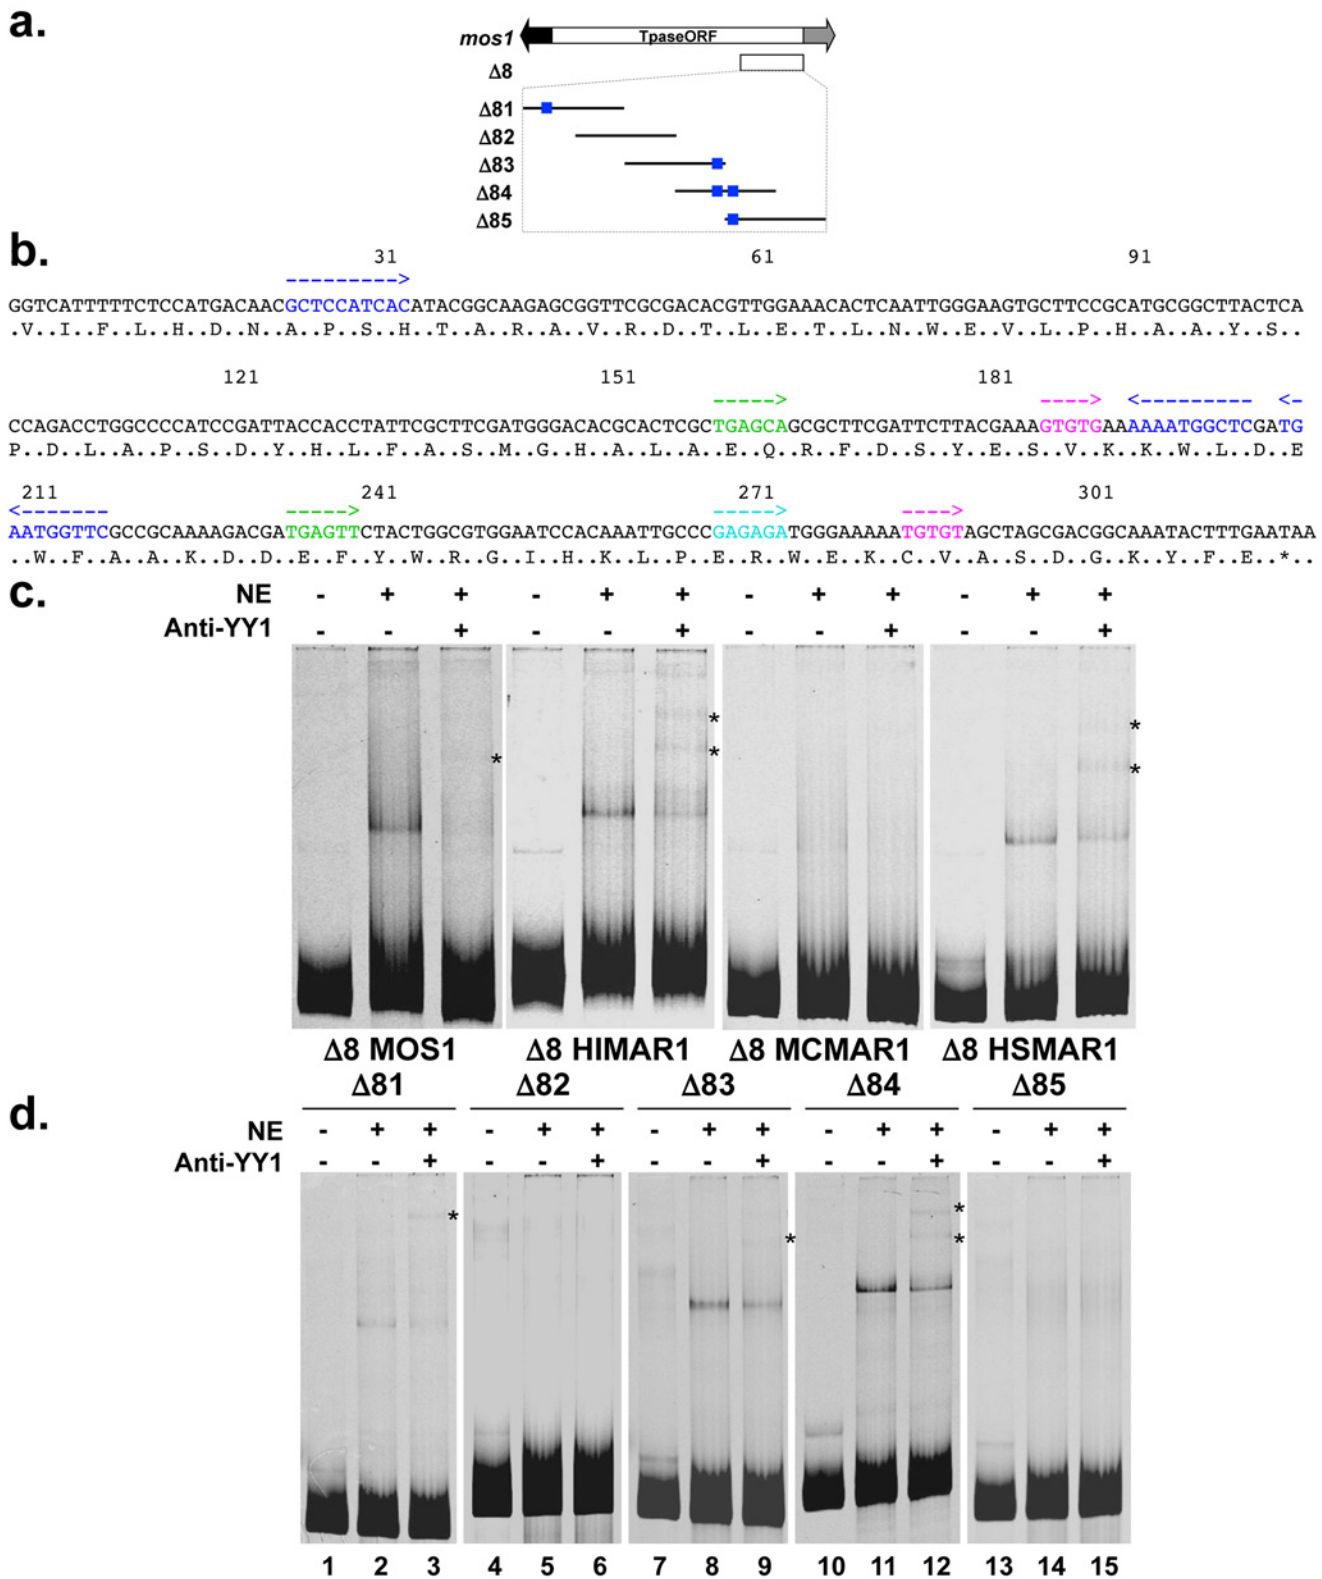 a.
mos1 TpaseORF
Δ8
Δ81
Δ82
Δ83
Δ84
Δ85
b.
31 61 91
--------->
GGTCATTTTTCTCCATGACAACGCTCCATCACATACGGCAAGAGCGGTTCGCGACACGTTGGAAACACTCAATTGGGAAGTGCTTCCGCATGCGGCTTACTCA
.V..I..F..L..H..D..N..A..P..S..H..T..A..R..A..V..R..D..T..L..E..T..L..N..W..E..V..L..P..H..A..A..Y..S..
121 151 181
-----> ----> <--------- <-
CCAGACCTGGCCCCATCCGATTACCACCTATTCGCTTCGATGGGACACGCACTCGCTGAGCAGCGCTTCGATTCTTACGAAAGTGTGAAAAAATGGCTCGATG
P..D..L..A..P..S..D..Y..H..L..F..A..S..M..G..H..A..L..A..E..Q..R..F..D..S..Y..E..S..V..K..K..W..L..D..E
211 241 271 301
<------- -----> -----> ---->
AATGGTTCGCCGCAAAAGACGATGAGTTCTACTGGCGTGGAATCCACAAATTGCCCGAGAGATGGGAAAAATGTGTAGCTAGCGACGGCAAATACTTTGAATAA
..W..F..A..A..K..D..D..E..F..Y..W..R..G..I..H..K..L..P..E..R..W..E..K..C..V..A..S..D..G..K..Y..F..E..*..
c.
NE - + + - + + - + + - + +
Anti-YY1 - - + - - + - - + - - +
* * * * *
Δ8 MOS1 Δ8 HIMAR1 Δ8 MCMAR1 Δ8 HSMAR1
d.
Δ81 Δ82 Δ83 Δ84 Δ85
NE - + + - + + - + + - + + - + +
Anti-YY1 - - + - - + - - + - - + - - +
* * * *
1 2 3 4 5 6 7 8 9 10 11 12 13 14 15